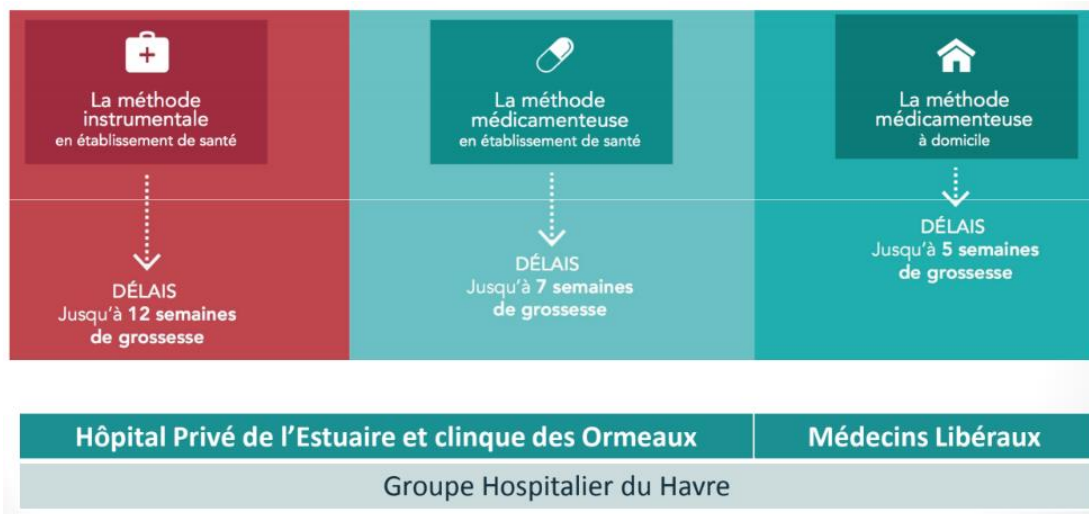 La méthode
instrumentale
en établissement de santé
DÉLAIS
Jusqu'à 12 semaines
de grossesse
La méthode
médicamenteuse
en établissement de santé
DÉLAIS
Jusqu'à 7 semaines
de grossesse
La méthode
médicamenteuse
à domicile
DÉLAIS
Jusqu'à 5 semaines
de grossesse
Hôpital Privé de l'Estuaire et clinque des Ormeaux
Médecins Libéraux
Groupe Hospitalier du Havre